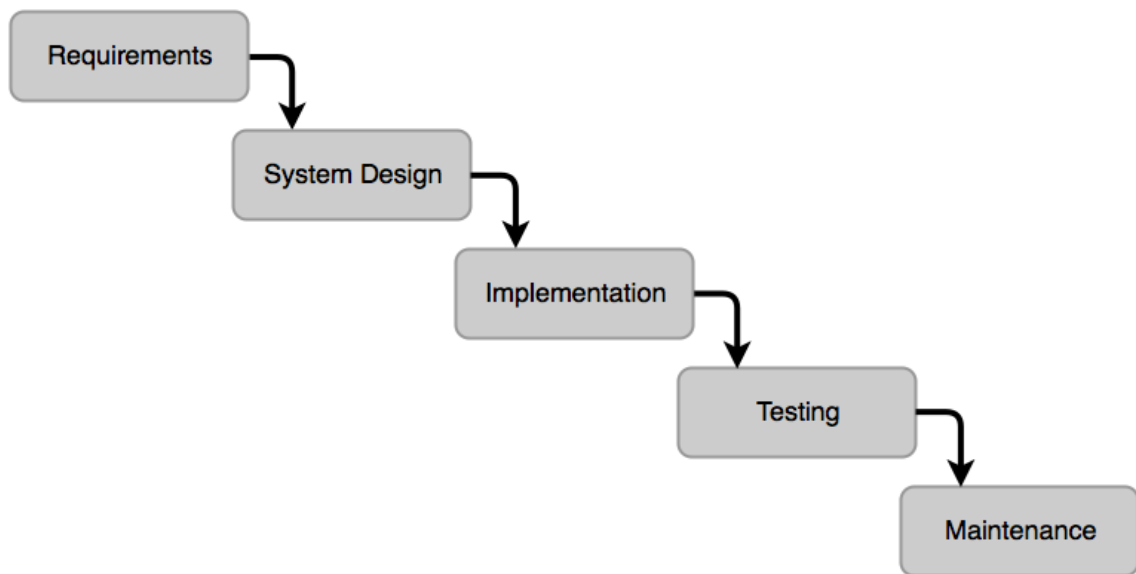 Requirements
System Design
Implementation
Testing
Maintenance